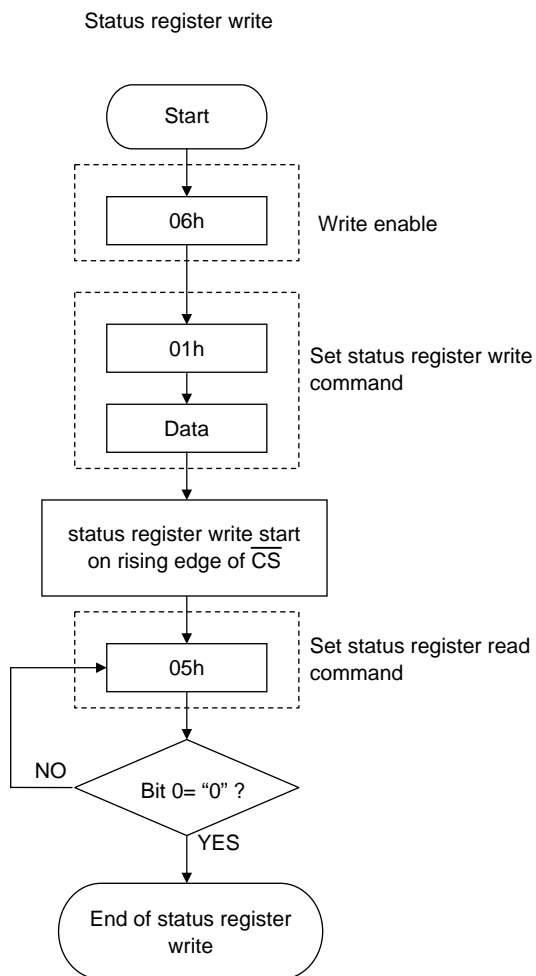 Status register write
Start
06h
Write enable
01h
Set status register write
command
Data
status register write start
on rising edge of C̅S̅
05h
Set status register read
command
NO
Bit 0= “0” ?
YES
End of status register
write